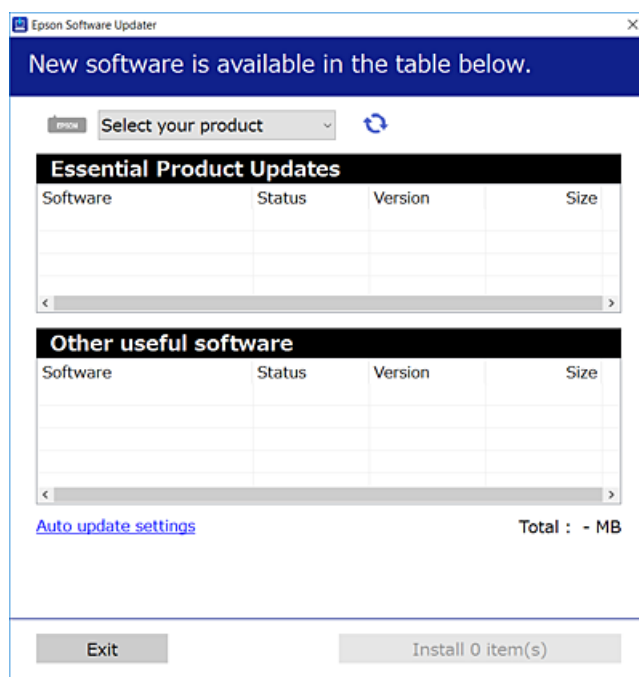 Epson Software Updater
New software is available in the table below.
EPSON Select your product
Essential Product Updates
Software Status Version Size
Other useful software
Software Status Version Size
Auto update settings Total : - MB
Exit Install 0 item(s)